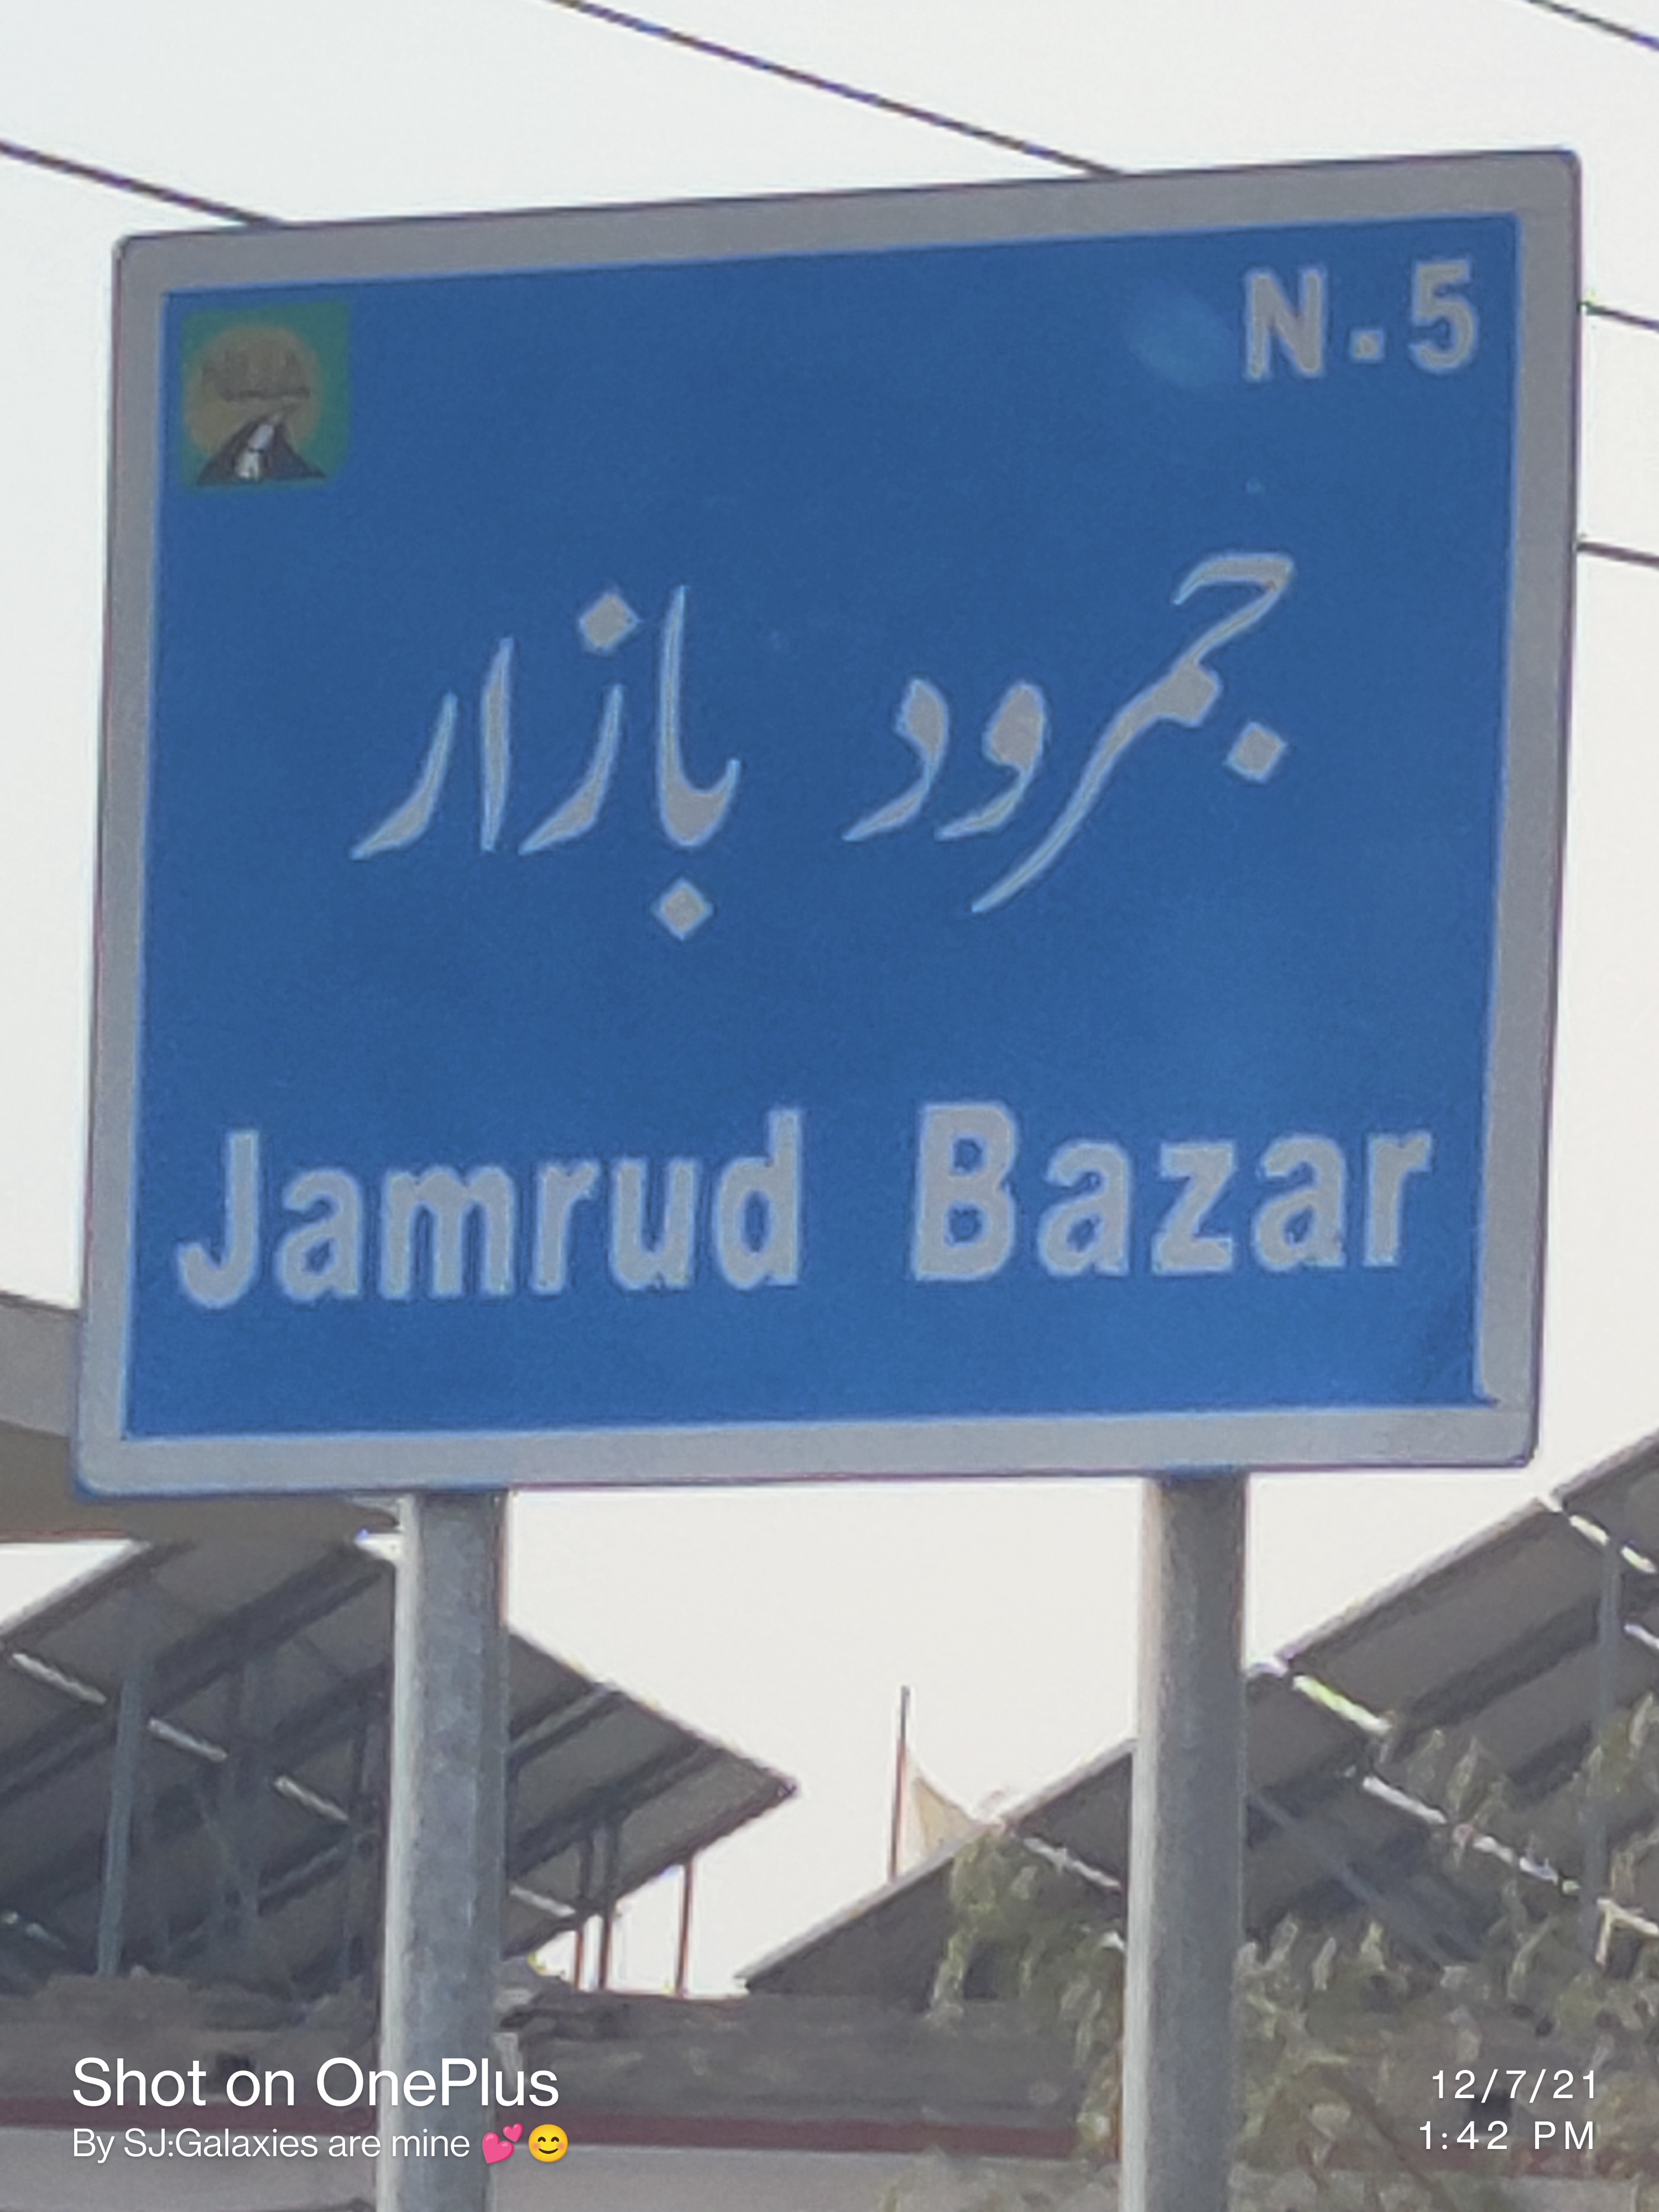 N.5
جمرود بازار
Jamrud Bazar
Shot on OnePlus
By SJ:Galaxies are mine 💕😊
12/7/21
1:42 PM